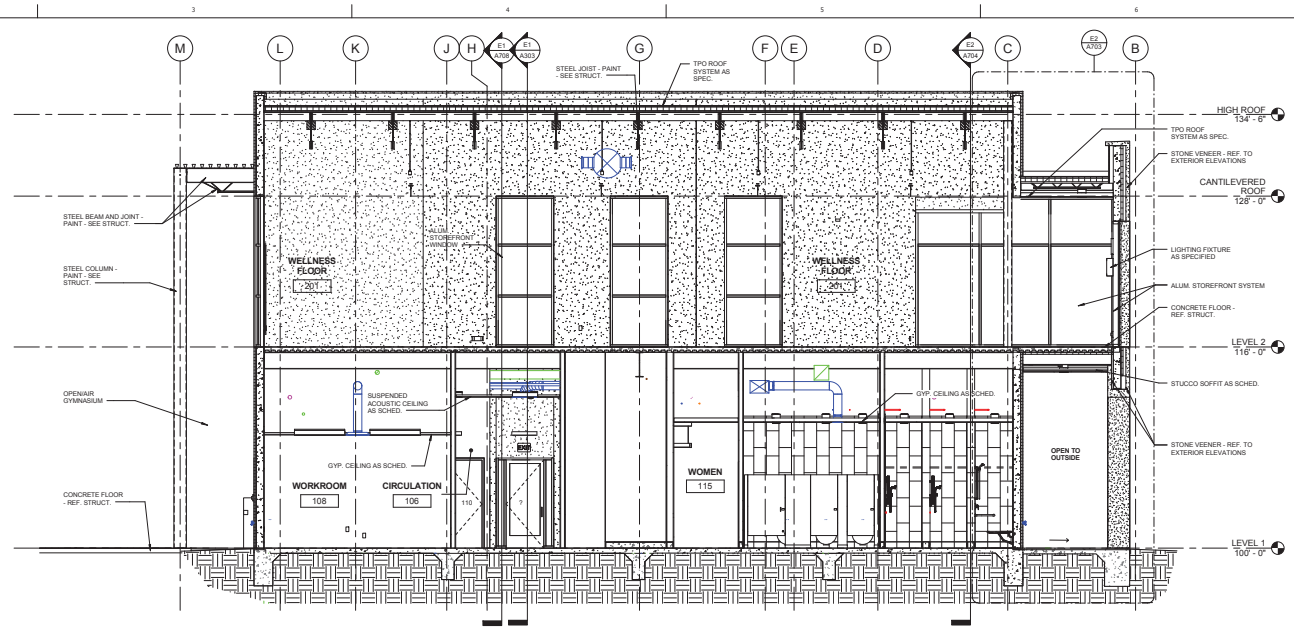 3 4 5 6
M L K J H E1 A708 E1 A303 G F E D E2 A704 C E2 A703 B
STEEL JOIST - PAINT
- SEE STRUCT.
TPO ROOF
SYSTEM AS
SPEC.
HIGH ROOF
134' - 6"
TPO ROOF
SYSTEM AS SPEC.
STONE VENEER - REF. TO
EXTERIOR ELEVATIONS
CANTILEVERED
ROOF
128' - 0"
STEEL BEAM AND JOINT -
PAINT - SEE STRUCT.
ALUM.
STOREFRONT
WINDOW
LIGHTING FIXTURE
AS SPECIFIED
WELLNESS
FLOOR
201
WELLNESS
FLOOR
201
STEEL COLUMN -
PAINT - SEE
STRUCT.
ALUM. STOREFRONT SYSTEM
CONCRETE FLOOR -
REF. STRUCT.
LEVEL 2
116' - 0"
STUCCO SOFFIT AS SCHED.
OPEN/AIR
GYMNASIUM
SUSPENDED
ACOUSTIC CEILING
AS SCHED.
GYP. CEILING AS SCHED.
STONE VEENER - REF. TO
EXTERIOR ELEVATIONS
EXIT
OPEN TO
OUTSIDE
GYP. CEILING AS SCHED.
WOMEN
115
WORKROOM
108
CIRCULATION
106
110
?
CONCRETE FLOOR
- REF. STRUCT.
LEVEL 1
100' - 0"